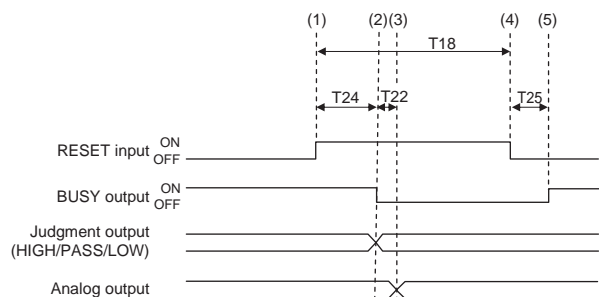 (1) (2)(3) (4) (5)
T18
T24 T22 T25
RESET input ON
OFF
BUSY output ON
OFF
Judgment output
(HIGH/PASS/LOW)
Analog output